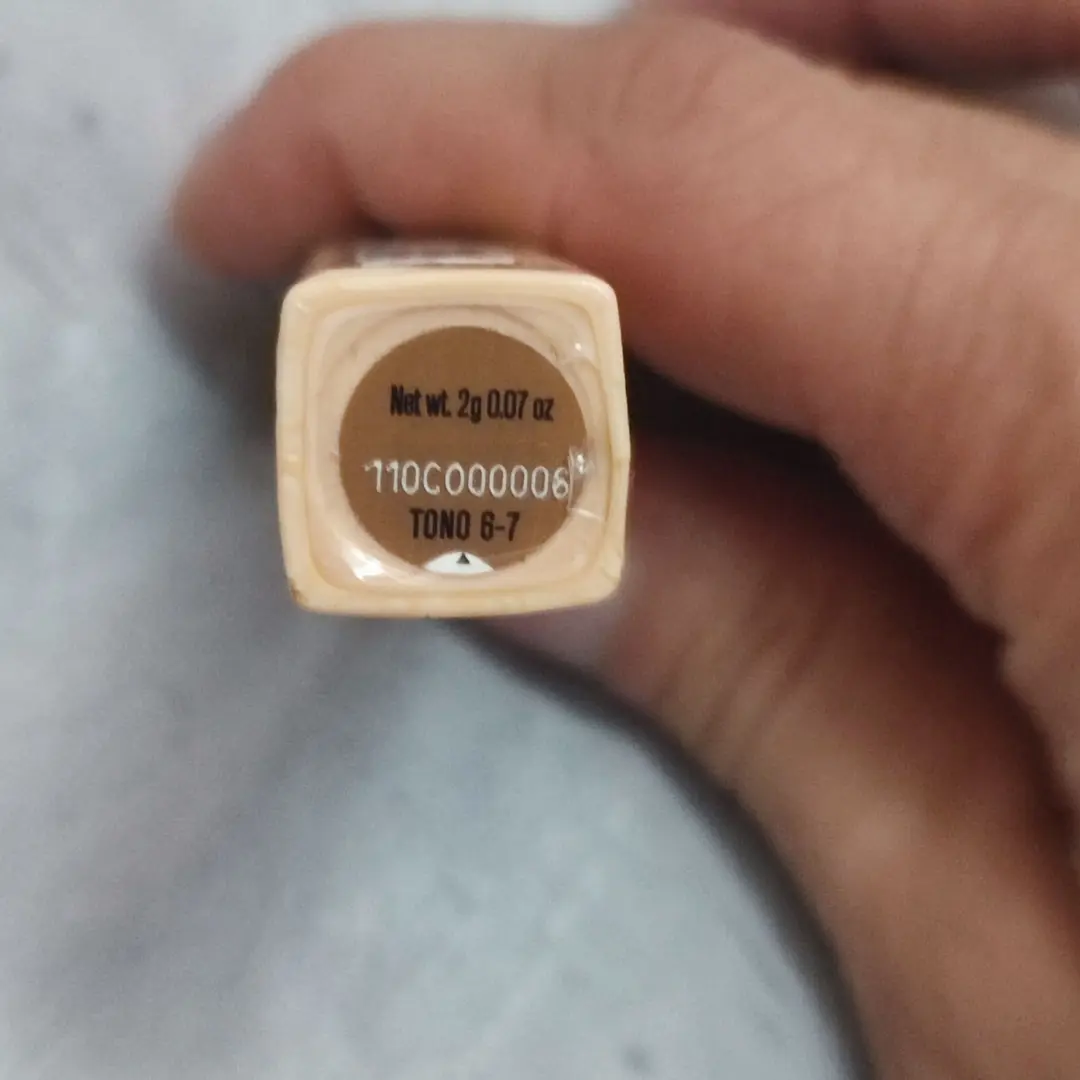 Net wt. 2g 0.07 oz
110C000006
TONO 6-7